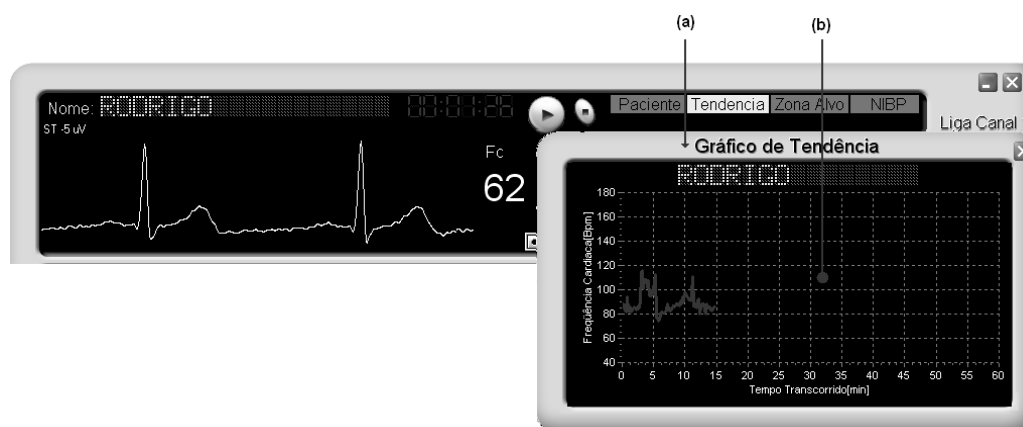 (a) (b)
Nome: RODRIGO 00:01:08 Paciente Tendencia Zona Alvo NIBP
ST -5 uV
Liga Canal
Fc
62
Gráfico de Tendência
RODRIGO
Freqüência Cardíaca[Bpm]
180
160
140
120
100
80
60
40
0 5 10 15 20 25 30 35 40 45 50 55 60
Tempo Transcorrido[min]